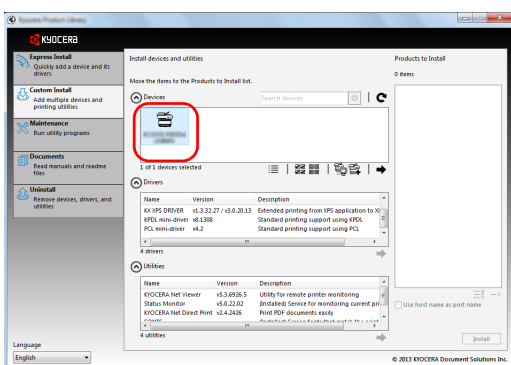 KYOCERA
Express Install
Quickly add a device and its
drivers
Custom Install
Add multiple devices and
printing utilities
Maintenance
Run utility programs
Documents
Read manuals and readme
files
Uninstall
Remove devices, drivers, and
utilities
Language
English
Install devices and utilities
Move the items to the Products to Install list.
Devices
Search devices
1 of 1 devices selected
Drivers
Name Version Description
KX XPS DRIVER v1.3.32.27 / v3.0.20.13 Extended printing from XPS application to
KPDL mini-driver v8.1308 Standard printing support using KPDL
PCL mini-driver v4.2 Standard printing support using PCL
4 drivers
Utilities
Name Version Description
KYOCERA Net Viewer v5.3.6926.5 Utility for remote printer monitoring
Status Monitor v5.0.22.02 (Installed) Service for monitoring current pri
KYOCERA Net Direct Print v2.4.2426 Print PDF documents easily
4 utilities
Products to Install
0 items
Use host name as port name
Install
© 2013 KYOCERA Document Solutions Inc.